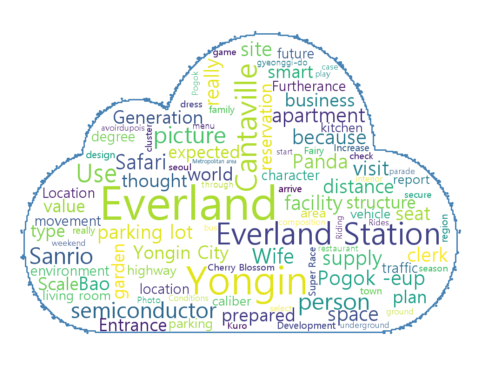 game
site
future
gyeonggi-do
Pogok
really
smart
case
play
dress
family
Cantaville
reservation
Furtherance
business
avoirdupois
menu
Generation
apartment
degree
cluster
picture
because
kitchen
design
Safari
seoul
expected
Metropolitan area
start
Fairy
Increase
check
Use
thought
world
through
character
Panda
visit
parade
Location
arrive
distance
report
value
Everland
facility
structure
secure
movement
area
vehicle
seat
type
really
parking lot
Everland Station
composition
Riding
Rides
region
Sanrio
weekend
garden
Yongin City
Yongin
Wife
restaurant
supply
traffic
clerk
environment
highway
Cherry Blossom
Super Race
season
Scale
Bao
location
person
Pogok -eup
town
plan
living room
Photo
Conditions
caliber
semiconductor
prepared
space
project
ground
Entrance
parking
Kuro
Development
underground